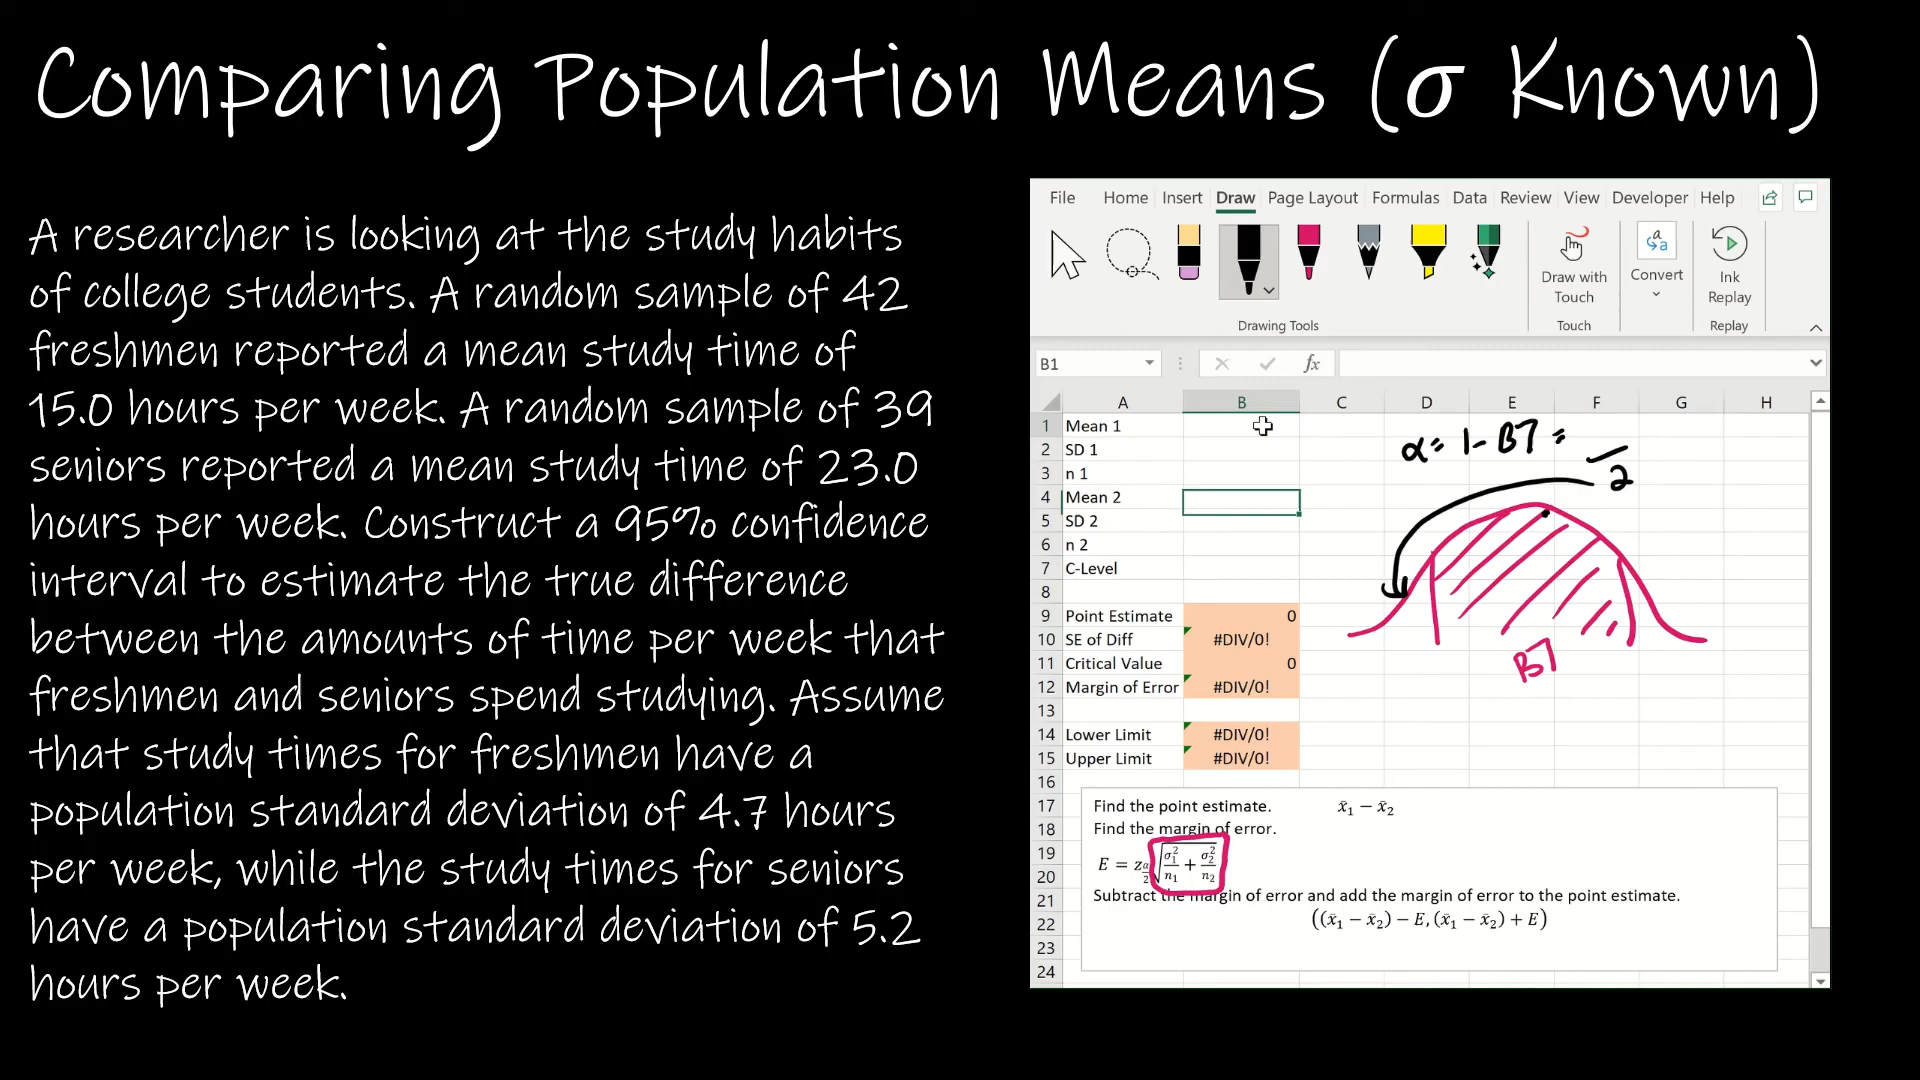 Comparing Population Means (σ Known)
A researcher is looking at the study habits
of college students. A random sample of 42
freshmen reported a mean study time of
15.0 hours per week. A random sample of 39
seniors reported a mean study time of 23.0
hours per week. Construct a 95% confidence
interval to estimate the true difference
between the amounts of time per week that
freshmen and seniors spend studying. Assume
that study times for freshmen have a
population standard deviation of 4.7 hours
per week, while the study times for seniors
have a population standard deviation of 5.2
hours per week.
File Home Insert Draw Page Layout Formulas Data Review View Developer Help
Draw with Touch
Convert
Ink Replay
Drawing Tools Touch Replay
B1 fx
A B C D E F G H
1 Mean 1
2 SD 1
3 n 1
4 Mean 2
5 SD 2
6 n 2
7 C-Level
8
9 Point Estimate 0
10 SE of Diff #DIV/0!
11 Critical Value 0
12 Margin of Error #DIV/0!
13
14 Lower Limit #DIV/0!
15 Upper Limit #DIV/0!
16
17
18
19
20
21
22
23
24
α = 1 - B7 =
2
B7
Find the point estimate. x̄₁ − x̄₂
Find the margin of error.
E = z_(α/2) √(σ₁²/n₁ + σ₂²/n₂)
Subtract the margin of error and add the margin of error to the point estimate.
((x̄₁ − x̄₂) − E, (x̄₁ − x̄₂) + E)